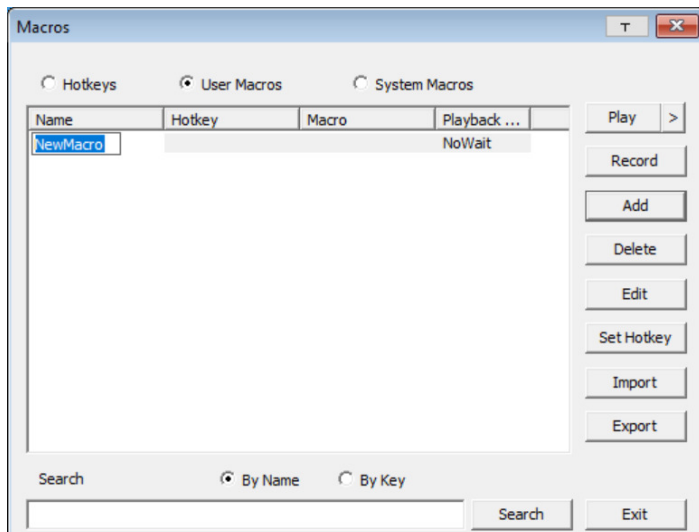 Macros
Hotkeys User Macros System Macros
Name Hotkey Macro Playback ... Play >
NewMacro NoWait
Record
Add
Delete
Edit
Set Hotkey
Import
Export
Search By Name By Key
Search Exit